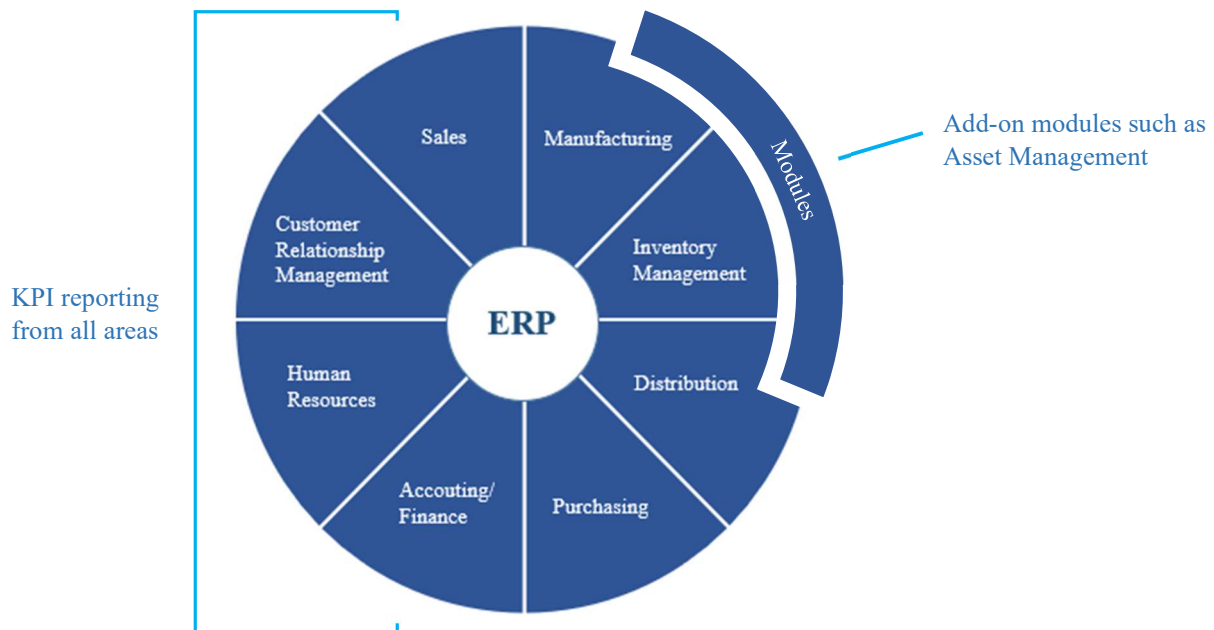 Sales
Manufacturing
Modules
Add-on modules such as
Asset Management
Customer
Relationship
Management
Inventory
Management
KPI reporting
from all areas
ERP
Human
Resources
Distribution
Accouting/
Finance
Purchasing